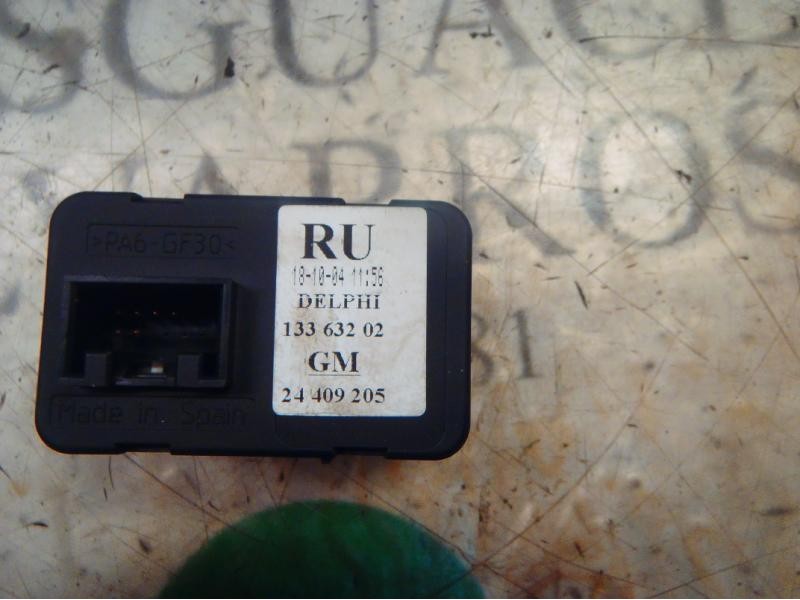 >PA6-GF30<
Made in Spain
RU
18-10-04 11:56
DELPHI
133 632 02
GM
24 409 205